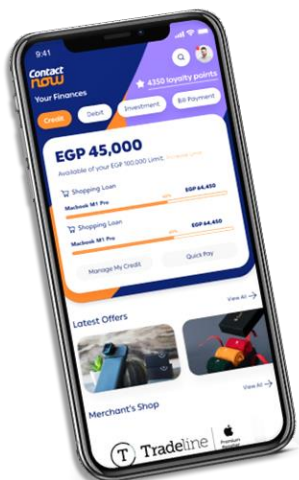 9:41
Contact
now
4350 loyalty points
Your Finances
Credit
Debit
Investment
Bill Payment
EGP 45,000
Available of your EGP 100,000 Limit.
Shopping Loan
Macbook M1 Pro
EGP 64,450
Shopping Loan
Macbook M1 Pro
EGP 64,450
Manage My Credit
Quick Pay
Latest Offers
View All
Merchant's Shop
View All
T
Tradeline
Premium